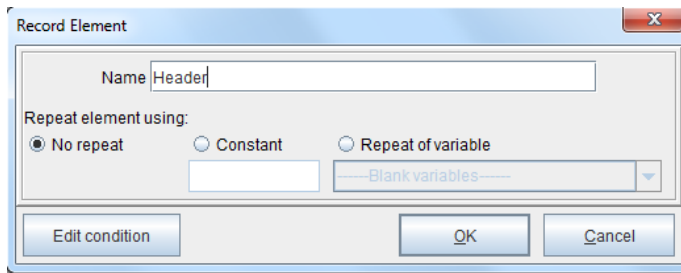 Record Element
x
Name Header
Repeat element using:
No repeat Constant Repeat of variable
------Blank variables------
Edit condition OK Cancel